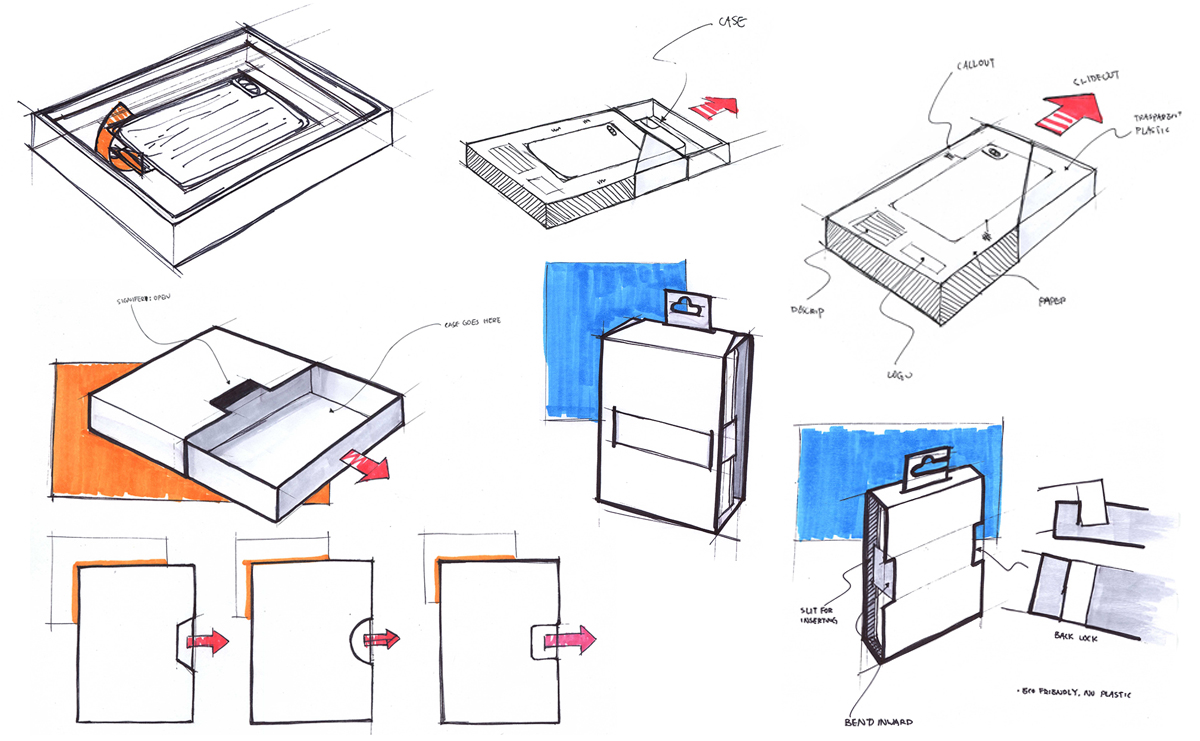 CASE
CALLOUT
SLIDEOUT
TRASPARENT
PLASTIC
DESCRIP
PAPER
LOGO
SIGNIFIER: OPEN
CASE GOES HERE
SLIT FOR
INSERTING
BACK LOCK
BEND INWARD
• ECO FRIENDLY, NO PLASTIC